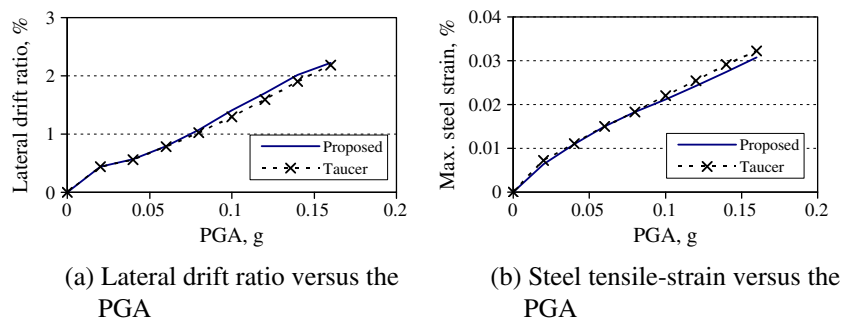 Lateral drift ratio, %
3
2
1
0
0 0.05 0.1 0.15 0.2
PGA, g
Proposed
Taucer
(a) Lateral drift ratio versus the
PGA
Max. steel strain, %
0.04
0.03
0.02
0.01
0
0 0.05 0.1 0.15 0.2
PGA, g
Proposed
Taucer
(b) Steel tensile-strain versus the
PGA